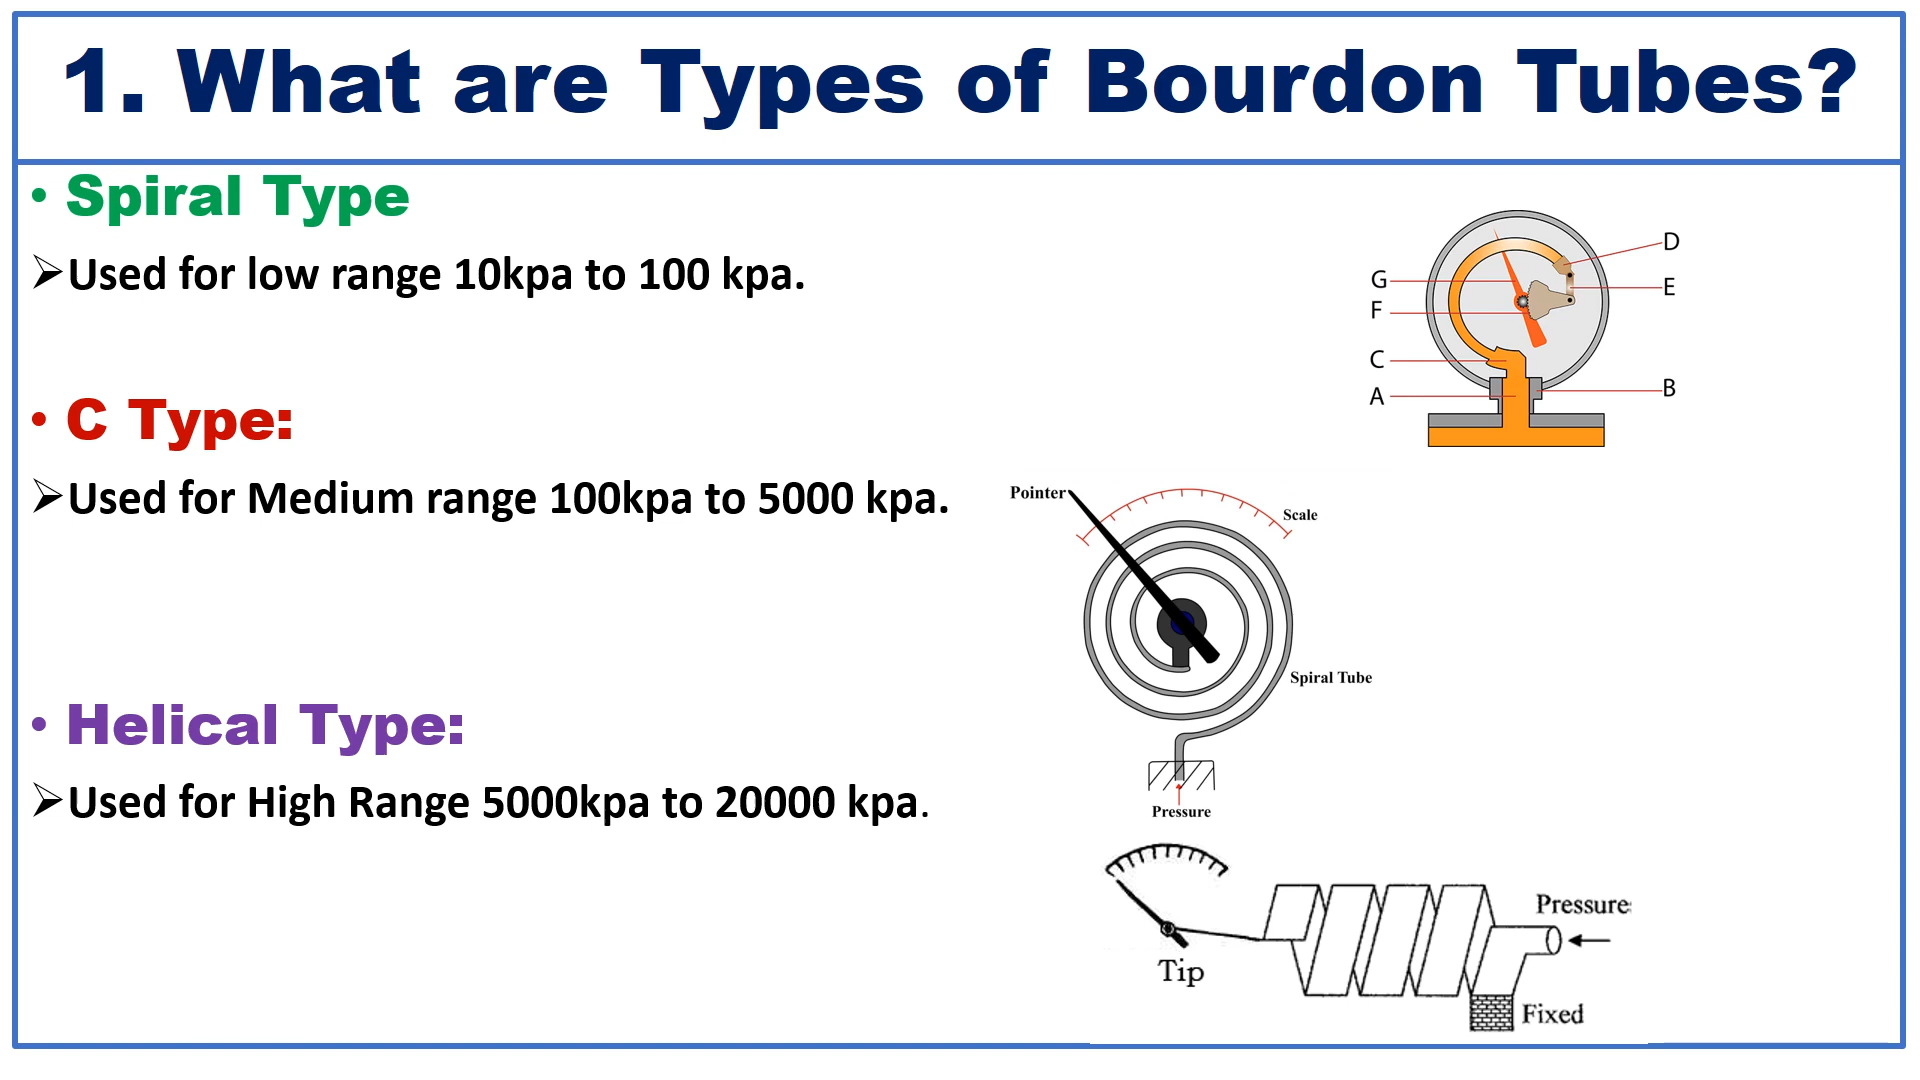 1. What are Types of Bourdon Tubes?
• Spiral Type
➢Used for low range 10kpa to 100 kpa.
• C Type:
➢Used for Medium range 100kpa to 5000 kpa.
• Helical Type:
➢Used for High Range 5000kpa to 20000 kpa.
D
G
E
F
C
A
B
Pointer
Scale
Spiral Tube
Pressure
Pressure
Tip
Fixed